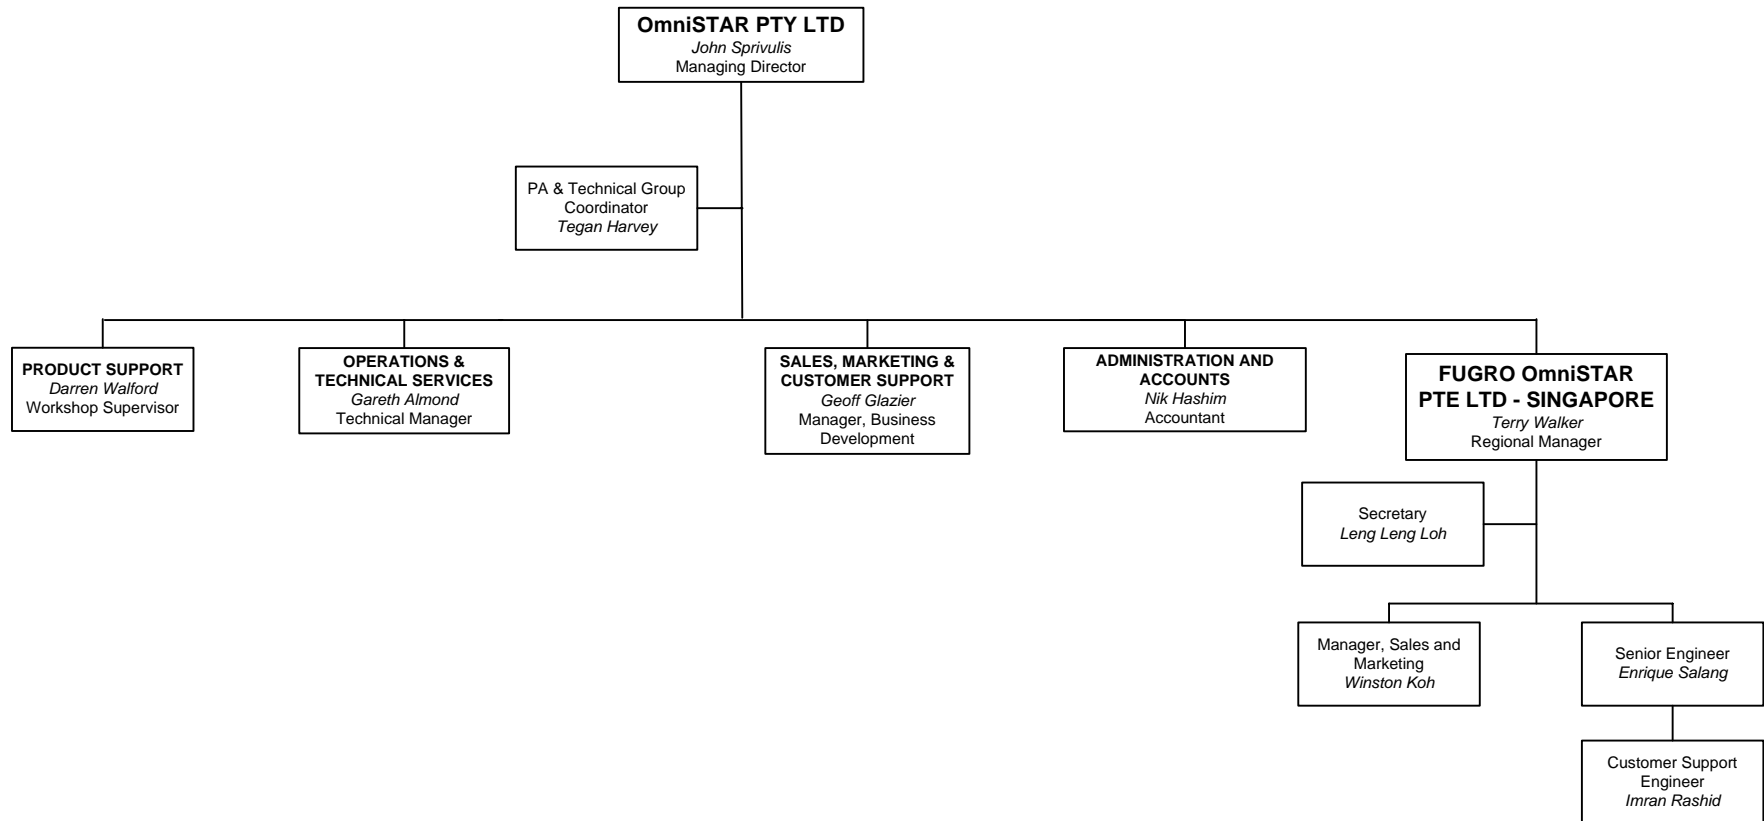 OmniSTAR PTY LTD
John Sprivulis
Managing Director
PA & Technical Group
Coordinator
Tegan Harvey
PRODUCT SUPPORT
Darren Walford
Workshop Supervisor
OPERATIONS &
TECHNICAL SERVICES
Gareth Almond
Technical Manager
SALES, MARKETING &
CUSTOMER SUPPORT
Geoff Glazier
Manager, Business
Development
ADMINISTRATION AND
ACCOUNTS
Nik Hashim
Accountant
FUGRO OmniSTAR
PTE LTD - SINGAPORE
Terry Walker
Regional Manager
Secretary
Leng Leng Loh
Manager, Sales and
Marketing
Winston Koh
Senior Engineer
Enrique Salang
Customer Support
Engineer
Imran Rashid